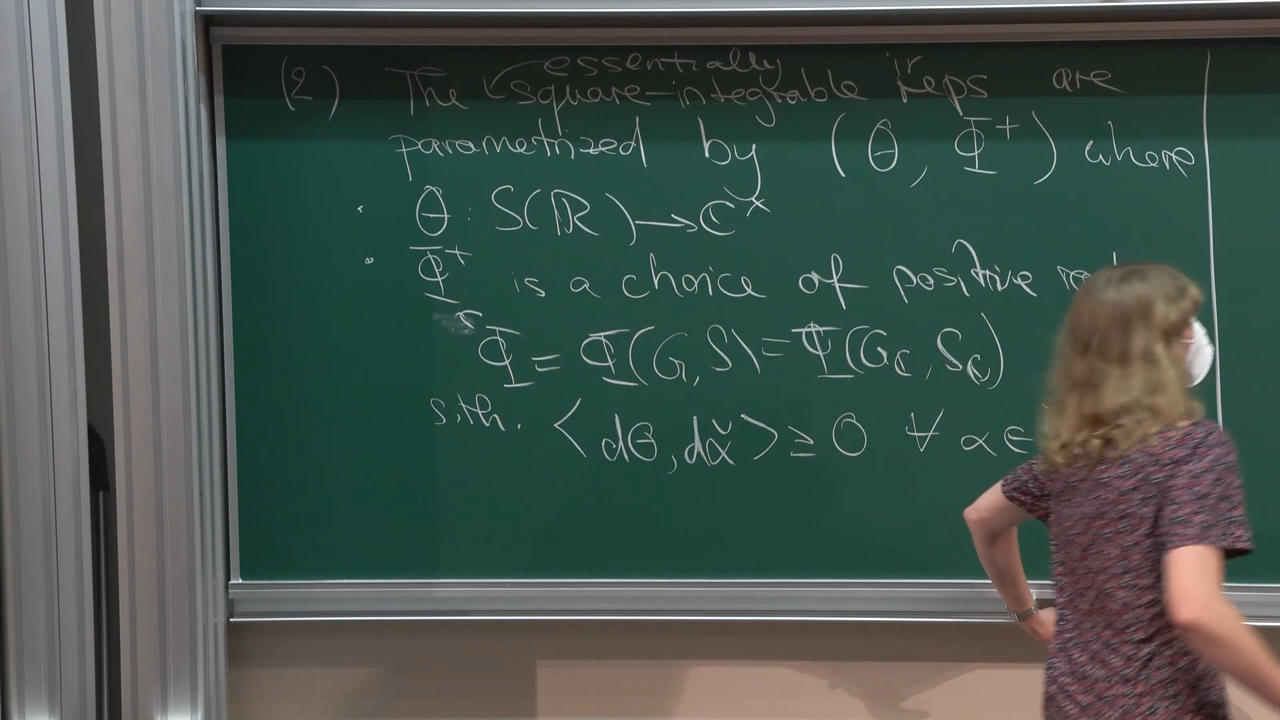 (2) The essentially square-integrable irreps are
parametrized by (θ, Φ⁺) where
· θ : S(ℝ) → ℂ^×
· Φ⁺ is a choice of positive
Φ = Φ(G, S) = Φ(G_ℂ, S_ℂ)
s.th. ⟨dθ, dα̌⟩ ≥ 0 ∀ α ∈